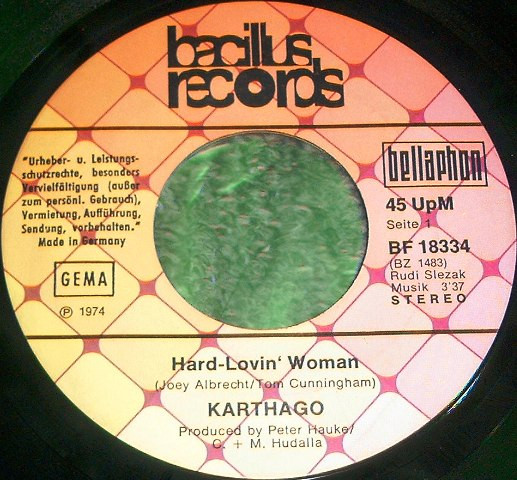 bacillus
records
"Urheber- u. Leistungs-
schutzrechte, besonders
Vervielfältigung (außer
zum persönl. Gebrauch),
Vermietung, Aufführung,
Sendung, vorbehalten."
Made in Germany
GEMA
℗ 1974
bellaphon
45 UpM
Seite 1
BF 18334
(BZ 1483)
Rudi Slezak
Musik 3'37
STEREO
Hard-Lovin' Woman
(Joey Albrecht/Tom Cunningham)
KARTHAGO
Produced by Peter Hauke/
C. + M. Hudalla